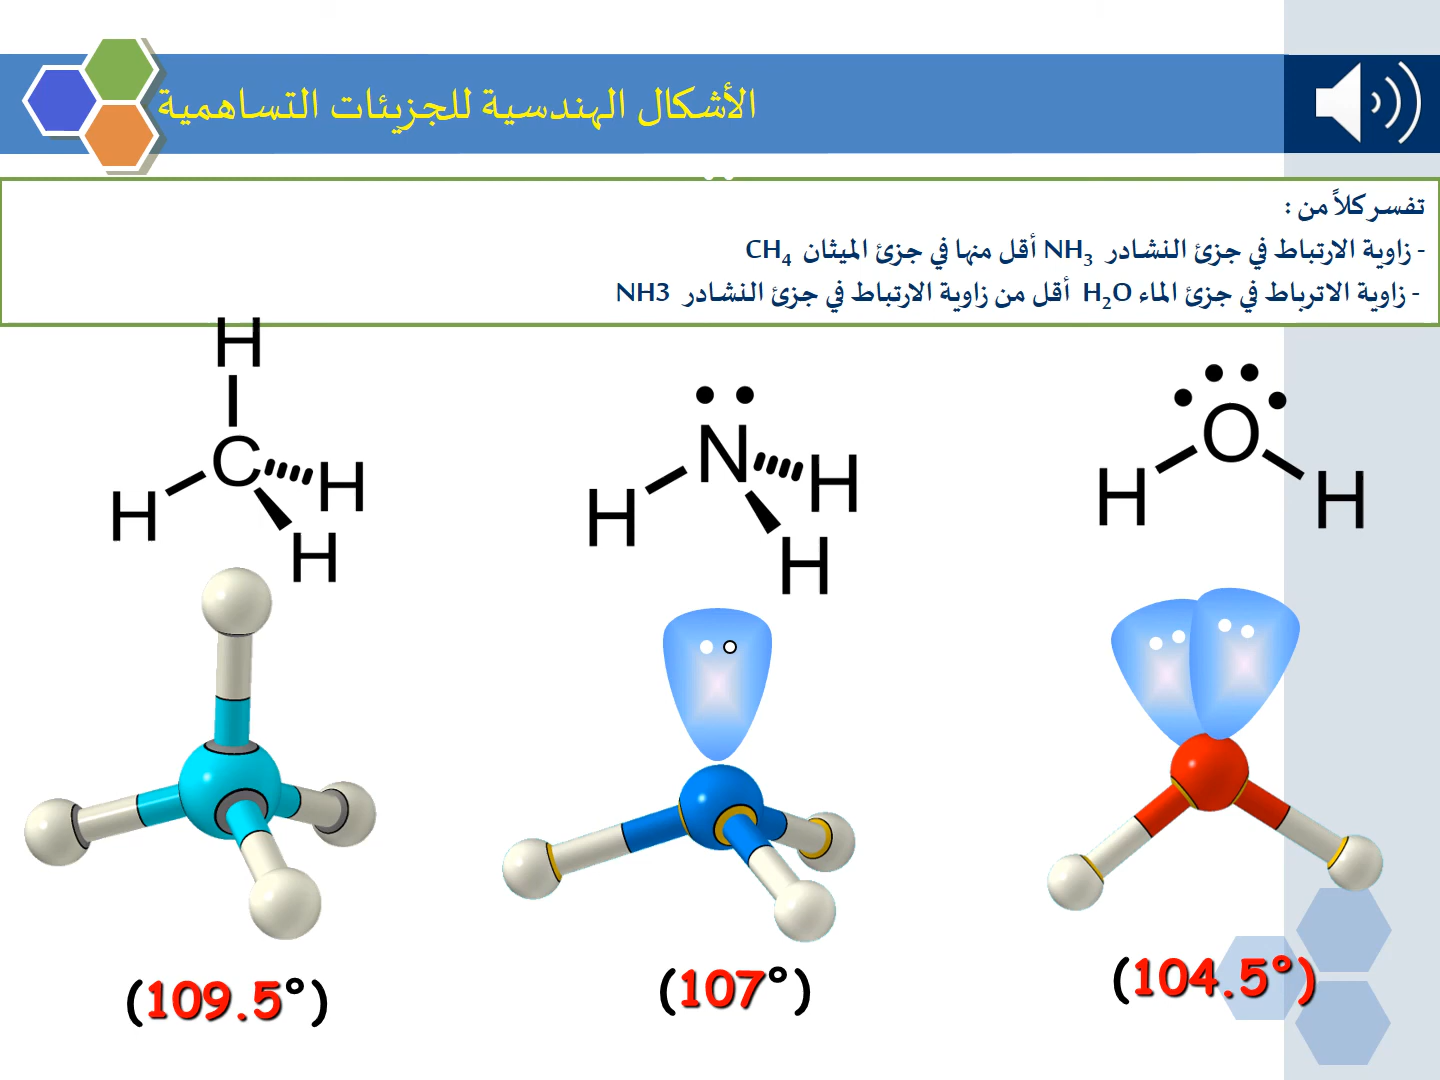 الأشكال الهندسية للجزيئات التساهمية
تفسر كلاً من :
- زاوية الارتباط في جزئ النشادر NH₃ أقل منها في جزئ الميثان CH₄
- زاوية الاترباط في جزئ الماء H₂O أقل من زاوية الارتباط في جزئ النشادر NH3
H
C
H
H
H
N
H
H
H
O
H
H
(109.5°)
(107°)
(104.5°)